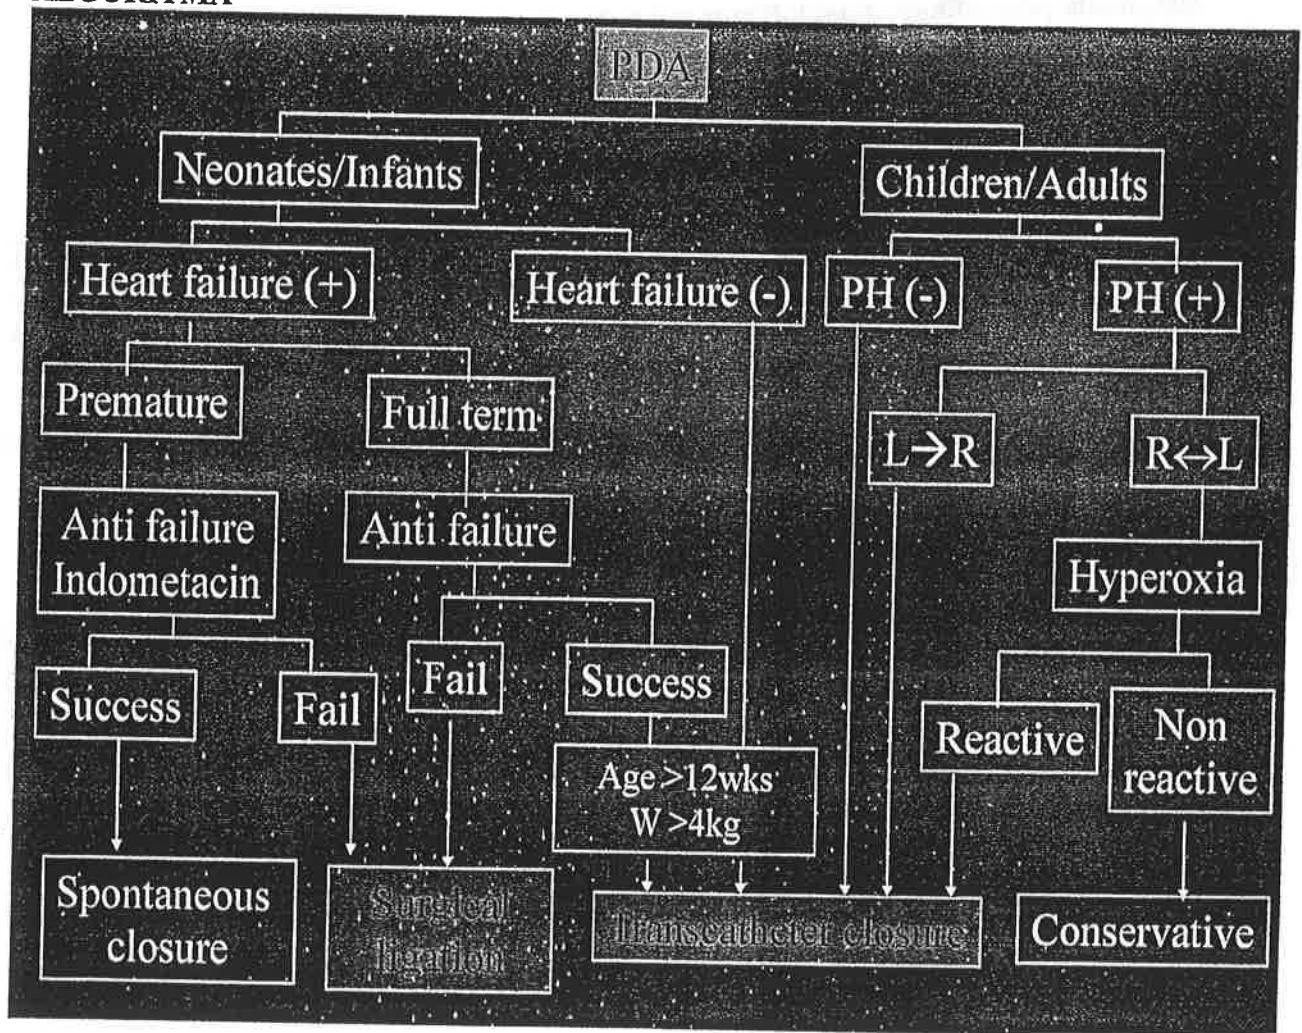 PDA
Neonates/Infants
Children/Adults
Heart failure (+)
Heart failure (-)
PH (-)
PH (+)
Premature
Full term
L→R
R↔L
Anti failure
Indometacin
Anti failure
Hyperoxia
Success
Fail
Fail
Success
Reactive
Non
reactive
Age >12wks
W >4kg
Spontaneous
closure
Surgical
ligation
Transcatheter closure
Conservative